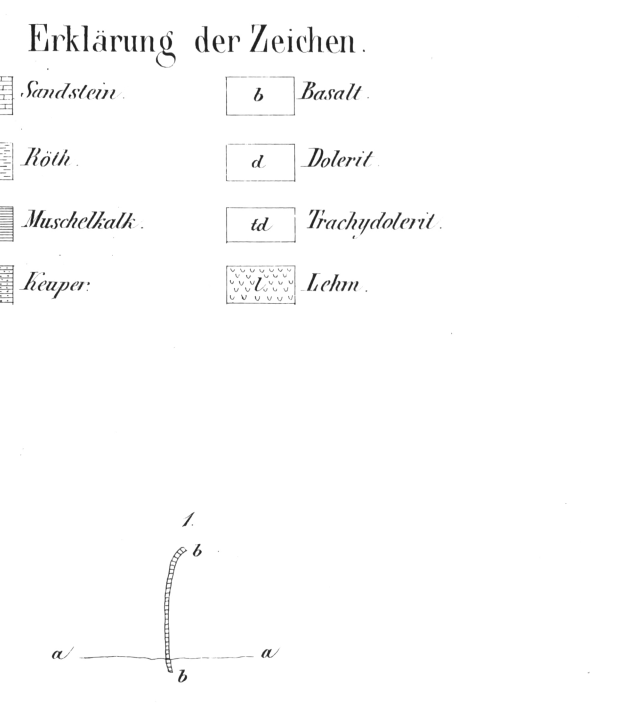 Erklärung der Zeichen.
Sandstein.
b Basalt.
Röth.
d Dolerit.
Muschelkalk.
td Trachydolerit.
Keuper.
l Lehm.
1.
b
a a
b